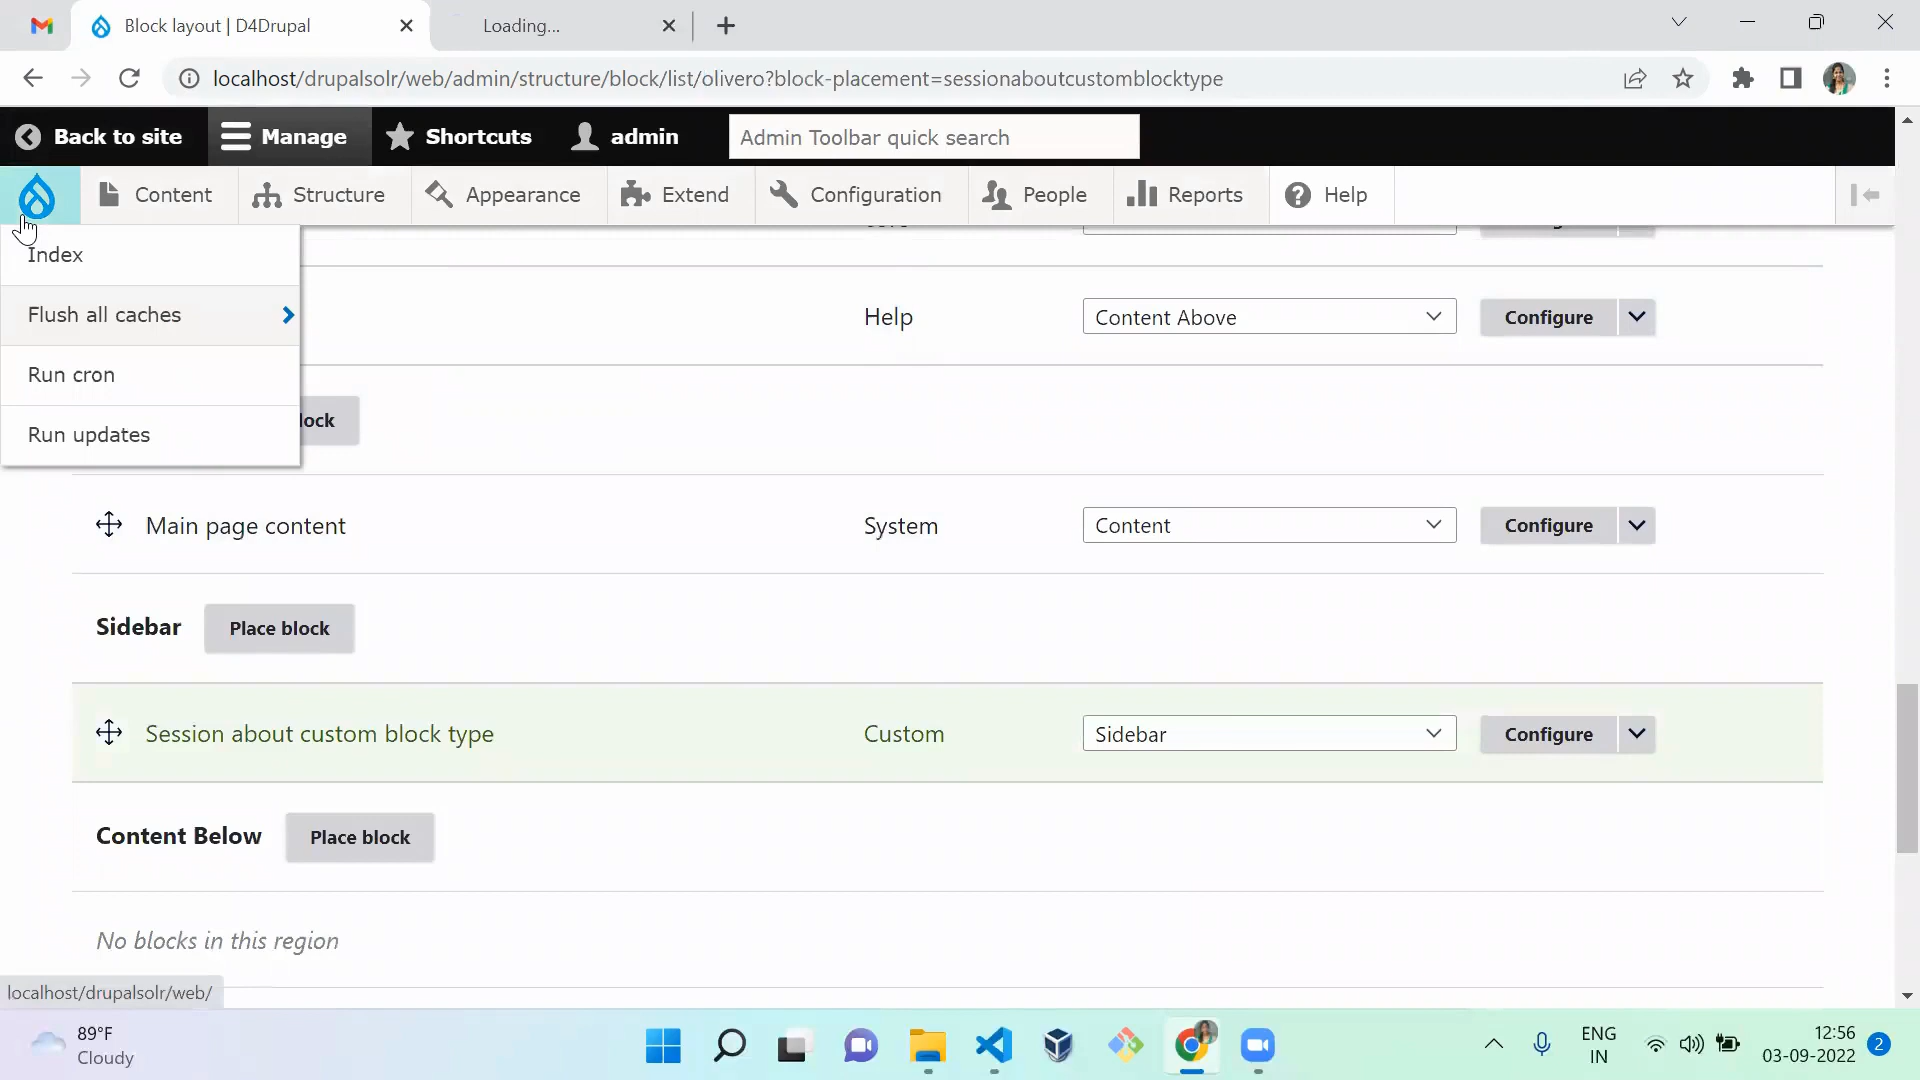 Block layout | D4Drupal
Loading...
localhost/drupalsolr/web/admin/structure/block/list/olivero?block-placement=sessionaboutcustomblocktype
Back to site
Manage
Shortcuts
admin
Admin Toolbar quick search
Content
Structure
Appearance
Extend
Configuration
People
Reports
Help
Index
Flush all caches
Run cron
Run updates
Help
Content Above
Configure
lock
Main page content
System
Content
Configure
Sidebar
Place block
Session about custom block type
Custom
Sidebar
Configure
Content Below
Place block
No blocks in this region
localhost/drupalsolr/web/
89°F
Cloudy
ENG
IN
12:56
03-09-2022
2